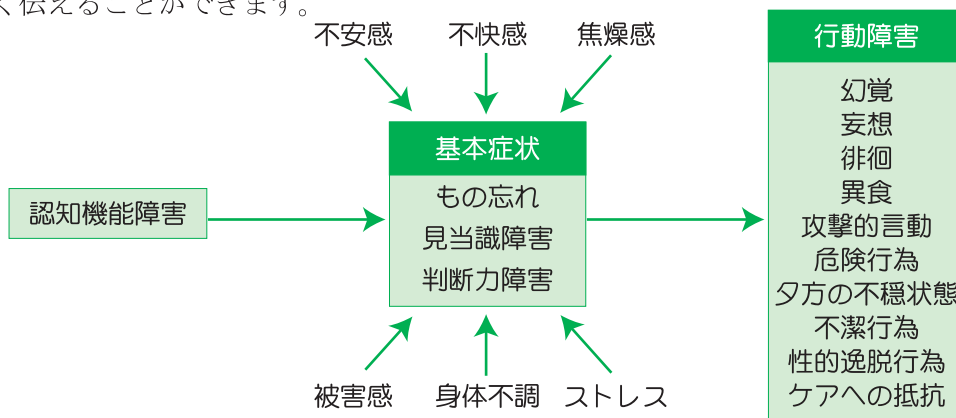 く伝えることができます。
不安感 不快感 焦燥感
行動障害
幻覚
妄想
徘徊
異食
攻撃的言動
危険行為
夕方の不穏状態
不潔行為
性的逸脱行為
ケアへの抵抗
基本症状
もの忘れ
見当識障害
判断力障害
認知機能障害
被害感 身体不調 ストレス